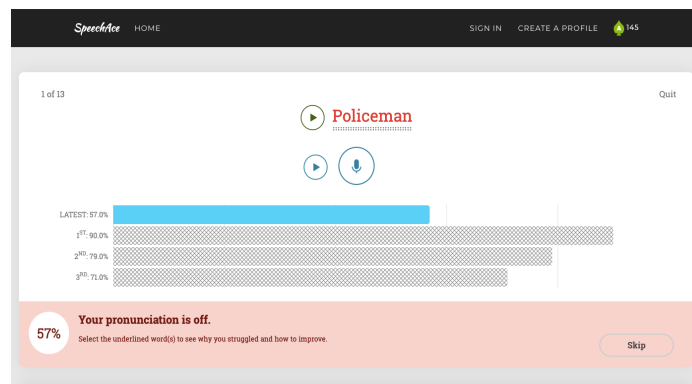 SpeechAce HOME SIGN IN CREATE A PROFILE A 145
1 of 13 Quit
Policeman
LATEST: 57.0%
1ST: 90.0%
2ND: 79.0%
3RD: 71.0%
57% Your pronunciation is off.
Select the underlined word(s) to see why you struggled and how to improve.
Skip